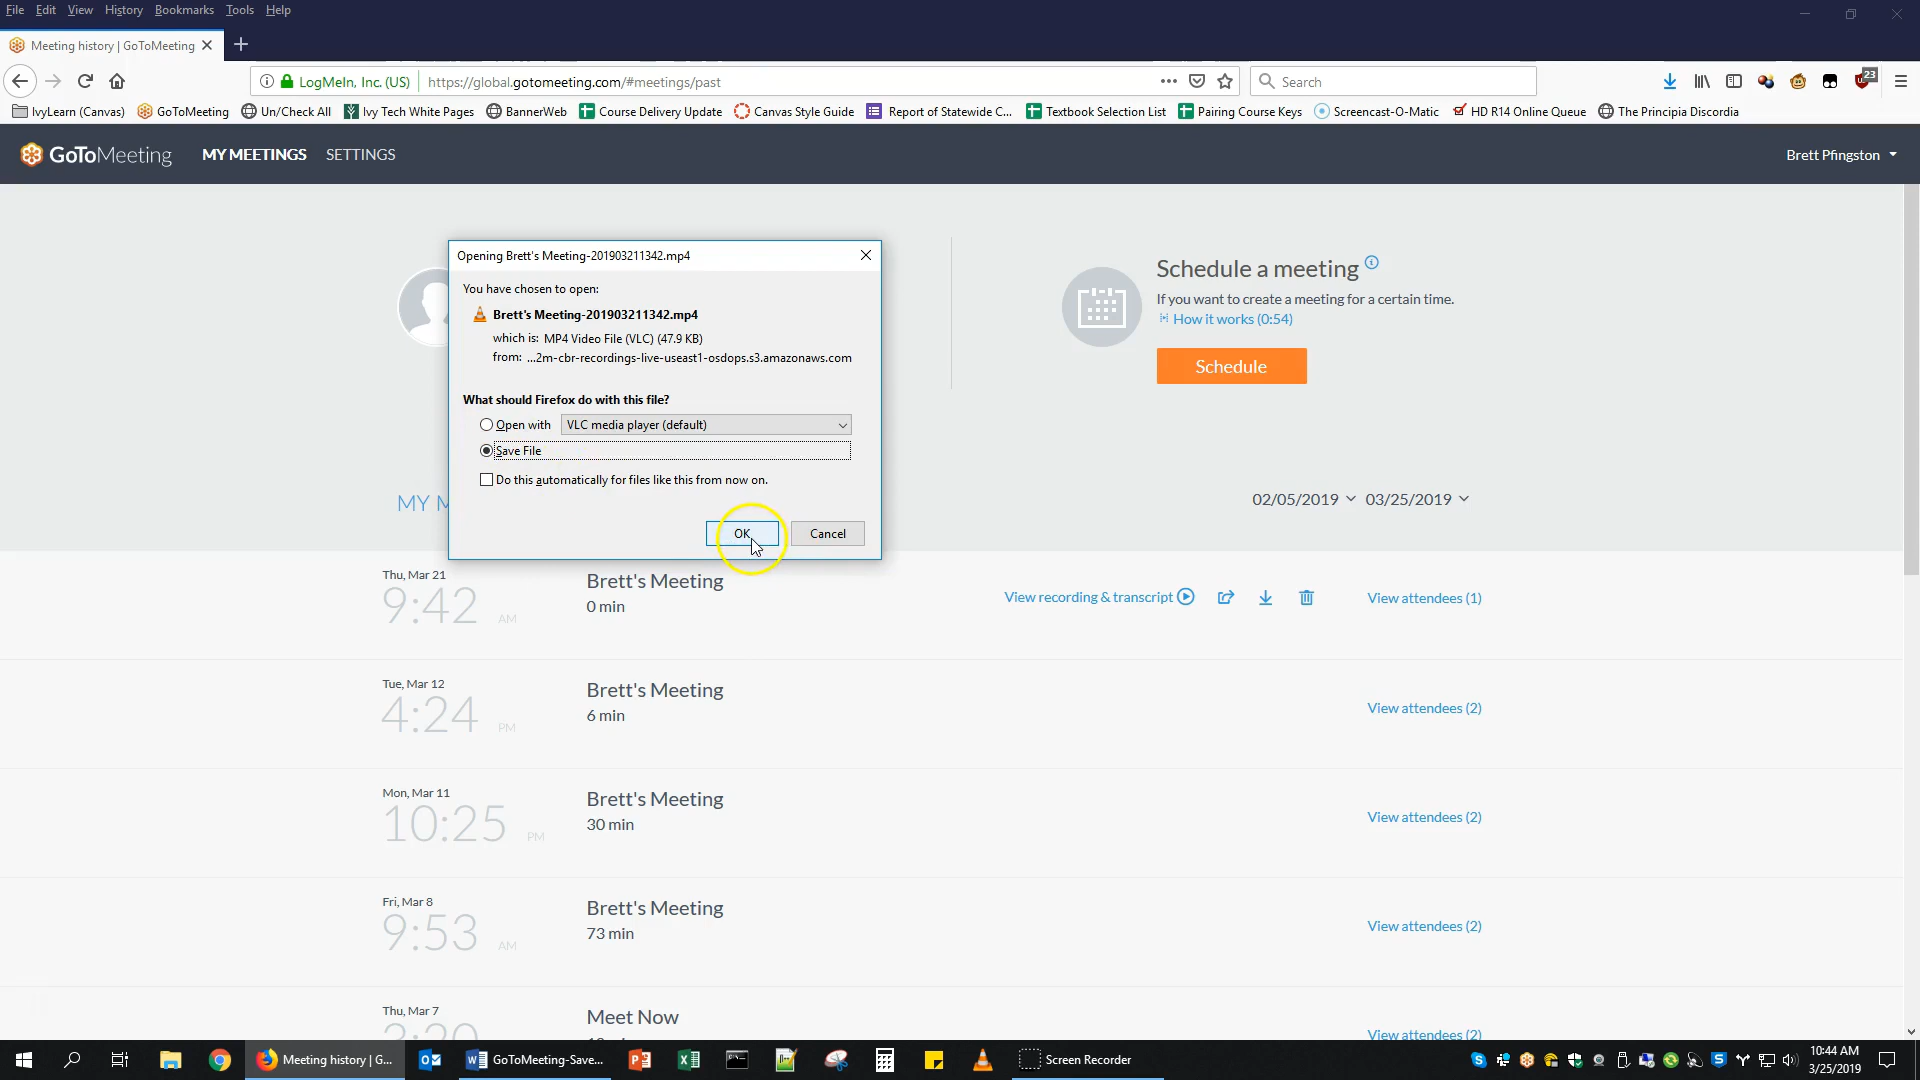 File Edit View History Bookmarks Tools Help
Meeting history | GoToMeeting
LogMeIn, Inc. (US) https://global.gotomeeting.com/#meetings/past
Search
23
IvyLearn (Canvas) GoToMeeting Un/Check All Ivy Tech White Pages BannerWeb Course Delivery Update Canvas Style Guide Report of Statewide C... Textbook Selection List Pairing Course Keys Screencast-O-Matic HD R14 Online Queue The Principia Discordia
GoToMeeting MY MEETINGS SETTINGS Brett Pfingston
Opening Brett's Meeting-201903211342.mp4
You have chosen to open:
Brett's Meeting-201903211342.mp4
which is: MP4 Video File (VLC) (47.9 KB)
from: ...2m-cbr-recordings-live-useast1-osdops.s3.amazonaws.com
What should Firefox do with this file?
Open with VLC media player (default)
Save File
Do this automatically for files like this from now on.
OK Cancel
Schedule a meeting
If you want to create a meeting for a certain time.
How it works (0:54)
Schedule
MY M
02/05/2019 03/25/2019
Thu, Mar 21
9:42 AM
Brett's Meeting
0 min
View recording & transcript
View attendees (1)
Tue, Mar 12
4:24 PM
Brett's Meeting
6 min
View attendees (2)
Mon, Mar 11
10:25 PM
Brett's Meeting
30 min
View attendees (2)
Fri, Mar 8
9:53 AM
Brett's Meeting
73 min
View attendees (2)
Thu, Mar 7
Meet Now
View attendees (2)
Meeting history | G... GoToMeeting-Save... Screen Recorder
10:44 AM
3/25/2019